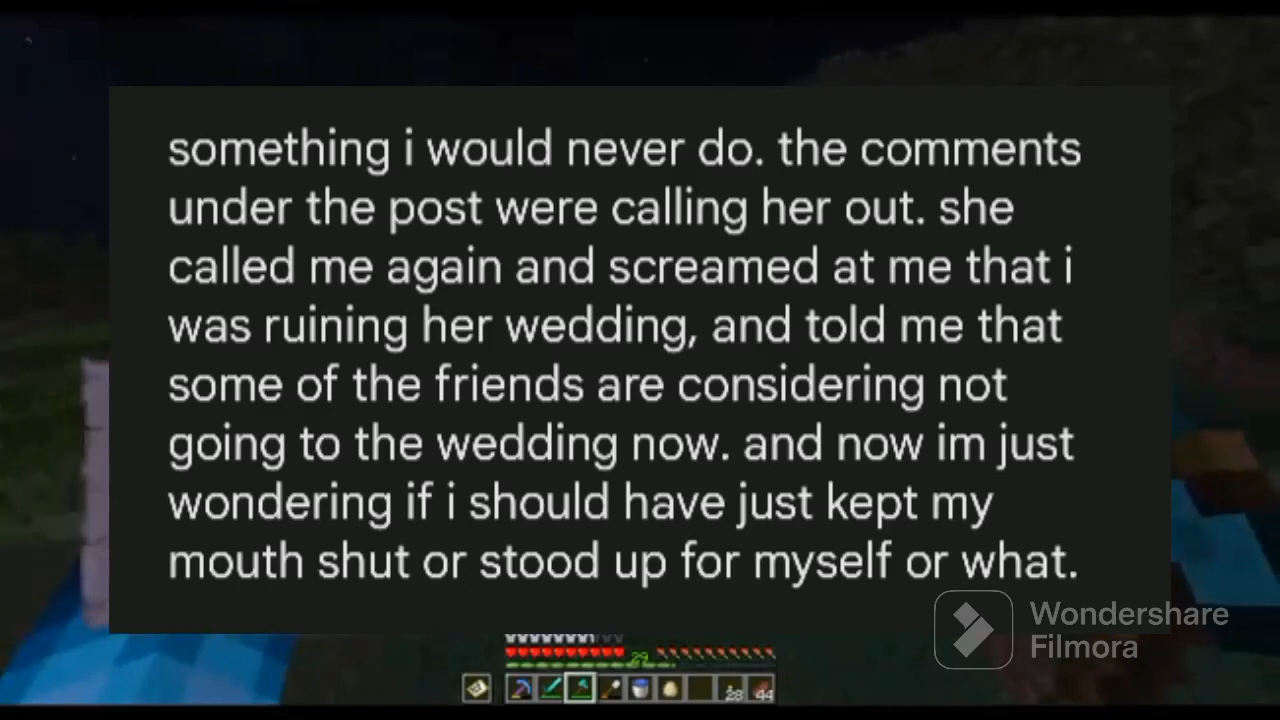 something i would never do. the comments
under the post were calling her out. she
called me again and screamed at me that i
was ruining her wedding, and told me that
some of the friends are considering not
going to the wedding now. and now im just
wondering if i should have just kept my
mouth shut or stood up for myself or what.
Wondershare
Filmora
29
28 44